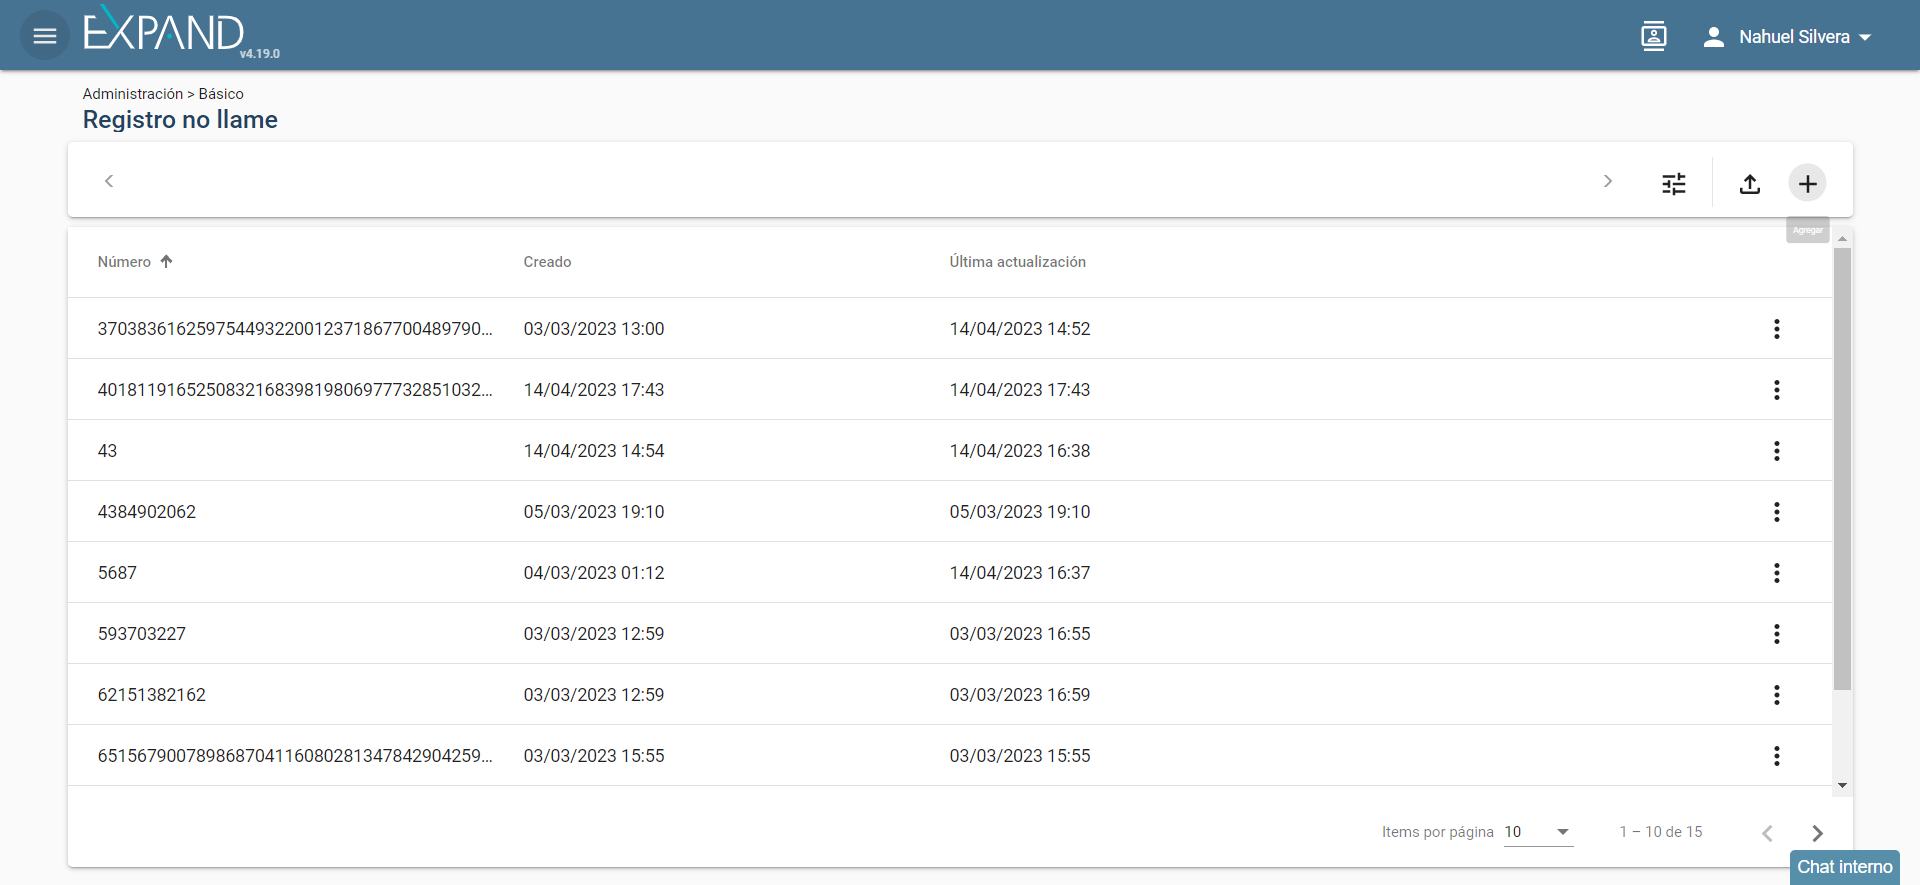 EXPAND
v4.19.0
Nahuel Silvera
Administración > Básico
Registro no llame
Agregar
Número Creado Última actualización
370383616259754493220012371867700489790... 03/03/2023 13:00 14/04/2023 14:52
4018119165250832168398198069777328510​32... 14/04/2023 17:43 14/04/2023 17:43
43 14/04/2023 14:54 14/04/2023 16:38
4384902062 05/03/2023 19:10 05/03/2023 19:10
5687 04/03/2023 01:12 14/04/2023 16:37
593703227 03/03/2023 12:59 03/03/2023 16:55
62151382162 03/03/2023 12:59 03/03/2023 16:59
651567900789868704116080281347842904259... 03/03/2023 15:55 03/03/2023 15:55
Items por página 10 1 – 10 de 15
Chat interno